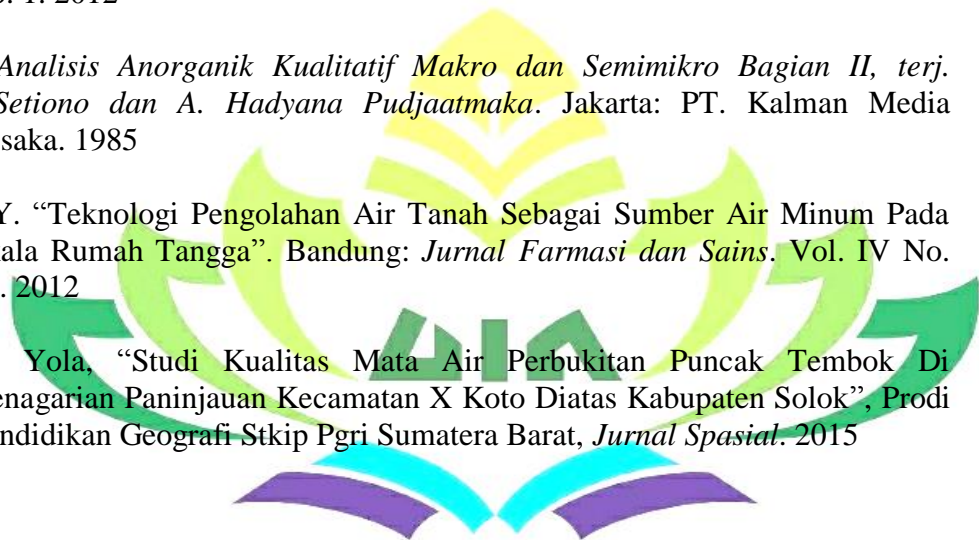 1. 2012
Analisis Anorganik Kualitatif Makro dan Semimikro Bagian II, terj.
Setiono dan A. Hadyana Pudjaatmaka. Jakarta: PT. Kalman Media
saka. 1985
Y. “Teknologi Pengolahan Air Tanah Sebagai Sumber Air Minum Pada
ala Rumah Tangga”. Bandung: Jurnal Farmasi dan Sains. Vol. IV No.
. 2012
Yola, “Studi Kualitas Mata Air Perbukitan Puncak Tembok Di
enagarian Paninjauan Kecamatan X Koto Diatas Kabupaten Solok”, Prodi
ndidikan Geografi Stkip Pgri Sumatera Barat, Jurnal Spasial. 2015